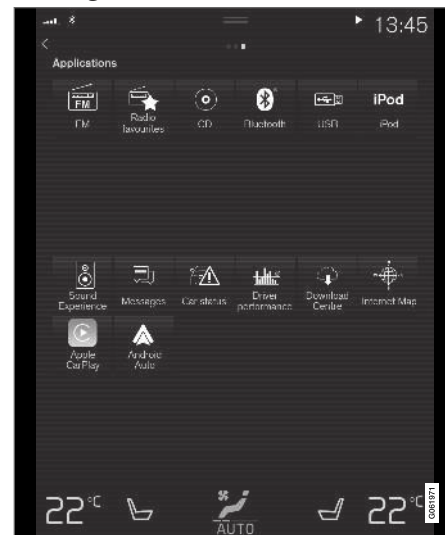 13:45
Applications
FM
iPod
FM
Radio
favourites
CD
Bluetooth
USB
iPod
Sound
Experience
Messages
Car status
Driver
performance
Download
Centre
Internet Map
Apple
CarPlay
Android
Auto
22°C
22°C
AUTO
G061971